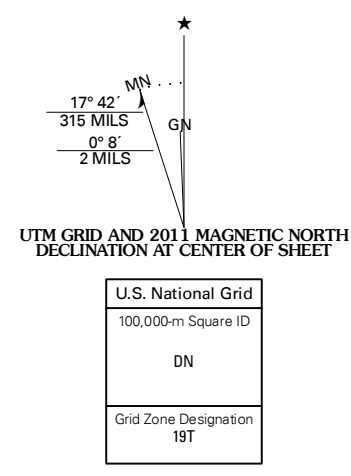 ★
MN
GN
17° 42´
315 MILS
0° 8´
2 MILS
UTM GRID AND 2011 MAGNETIC NORTH
DECLINATION AT CENTER OF SHEET
U.S. National Grid
100,000-m Square ID
DN
Grid Zone Designation
19T